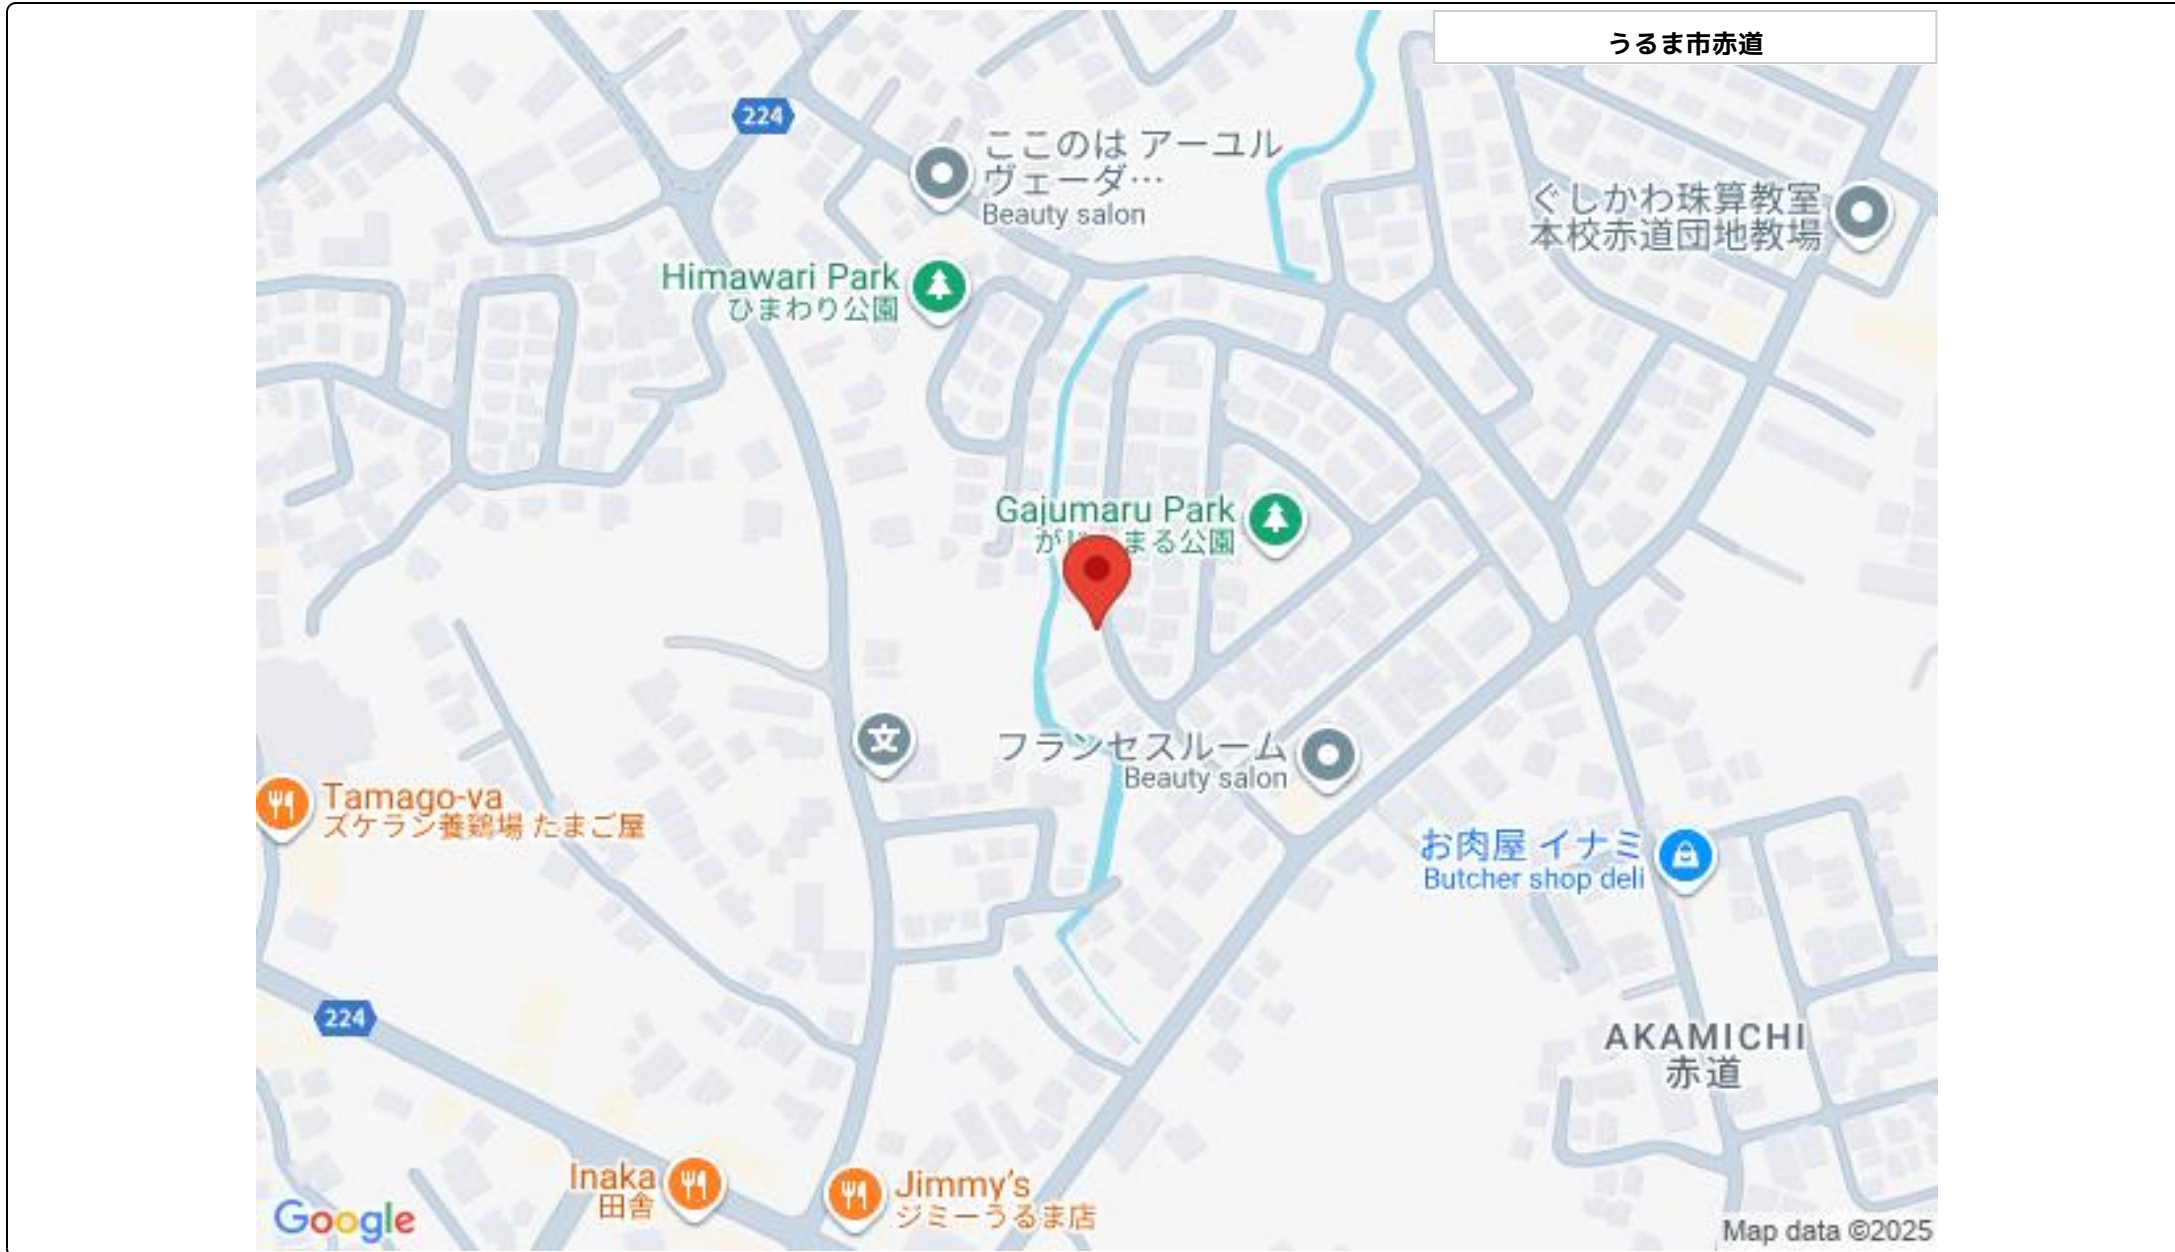 うるま市赤道
224
ここのは アーユル
ヴェーダ…
Beauty salon
ぐしかわ珠算教室
本校赤道団地教場
Himawari Park
ひまわり公園
Gajumaru Park
がじ まる公園
文
フランセスルーム
Beauty salon
Tamago-ya
ズケラン養鶏場 たまご屋
お肉屋 イナミ
Butcher shop deli
224
AKAMICHI
赤道
Inaka
田舎
Jimmy's
ジミーうるま店
Google
Map data ©2025